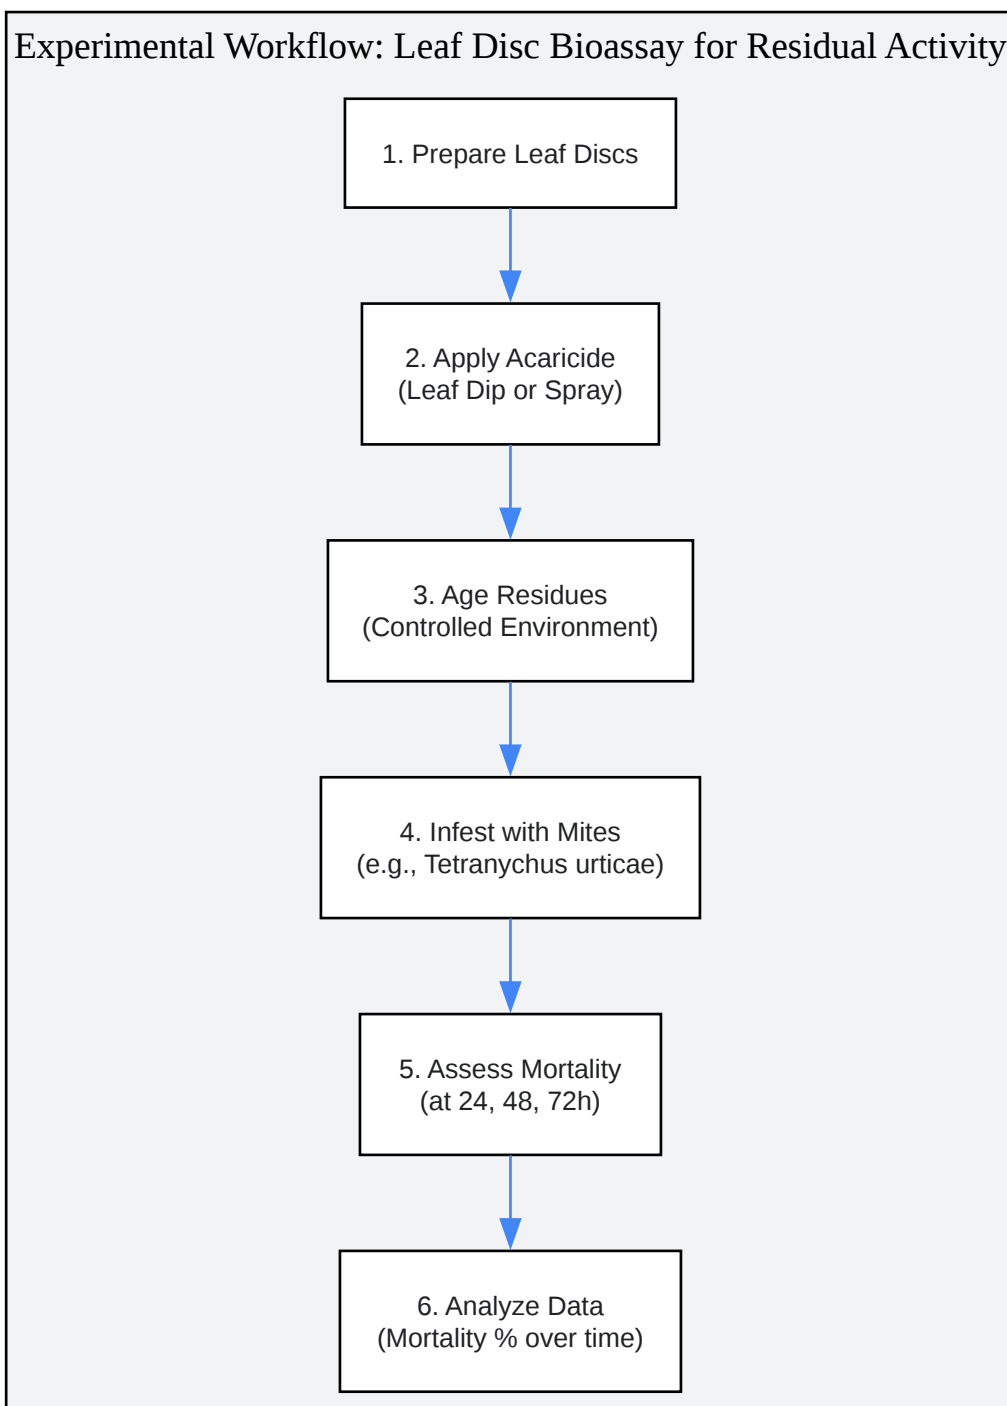 Experimental Workflow: Leaf Disc Bioassay for Residual Activity
1. Prepare Leaf Discs
2. Apply Acaricide
(Leaf Dip or Spray)
3. Age Residues
(Controlled Environment)
4. Infest with Mites
(e.g., Tetranychus urticae)
5. Assess Mortality
(at 24, 48, 72h)
6. Analyze Data
(Mortality % over time)